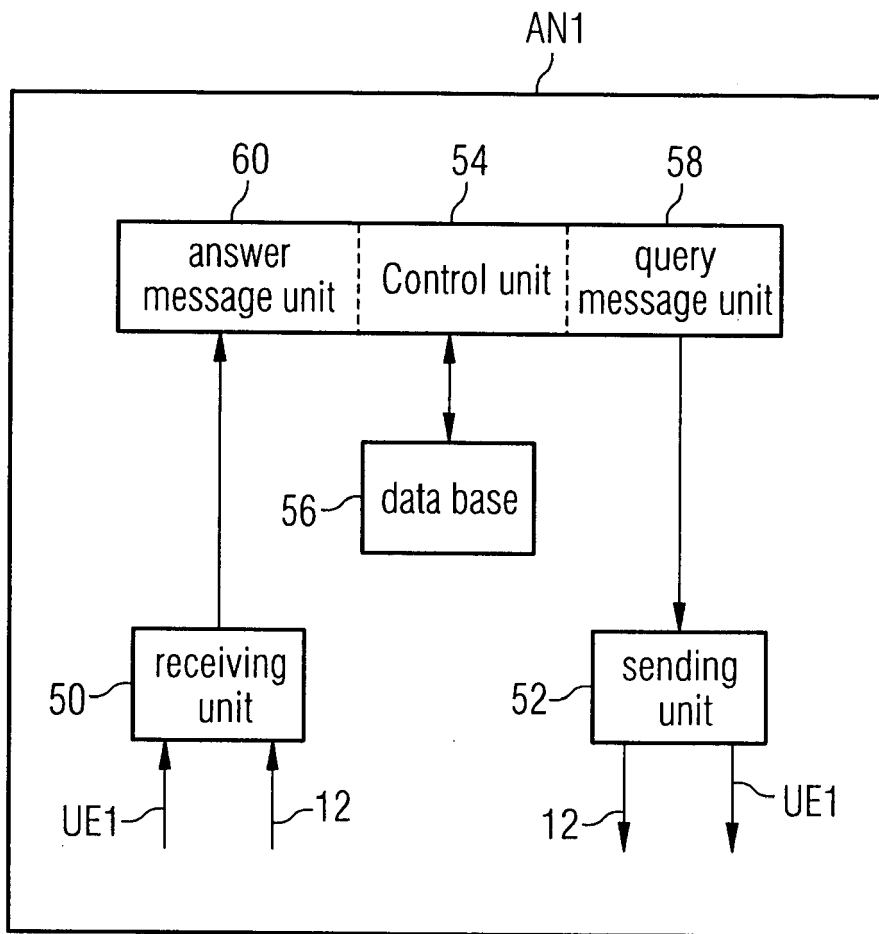 AN1
60 54 58
answer message unit
Control unit
query message unit
56
data base
50
receiving unit
52
sending unit
UE1
12
12
UE1